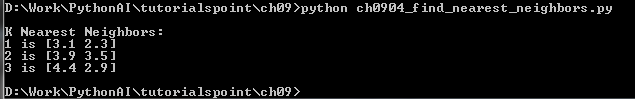 D:\Work\PythonAI\tutorialspoint\ch09>python ch0904_find_nearest_neighbors.py
K Nearest Neighbors:
1 is [3.1 2.3]
2 is [3.9 3.5]
3 is [4.4 2.9]
D:\Work\PythonAI\tutorialspoint\ch09>